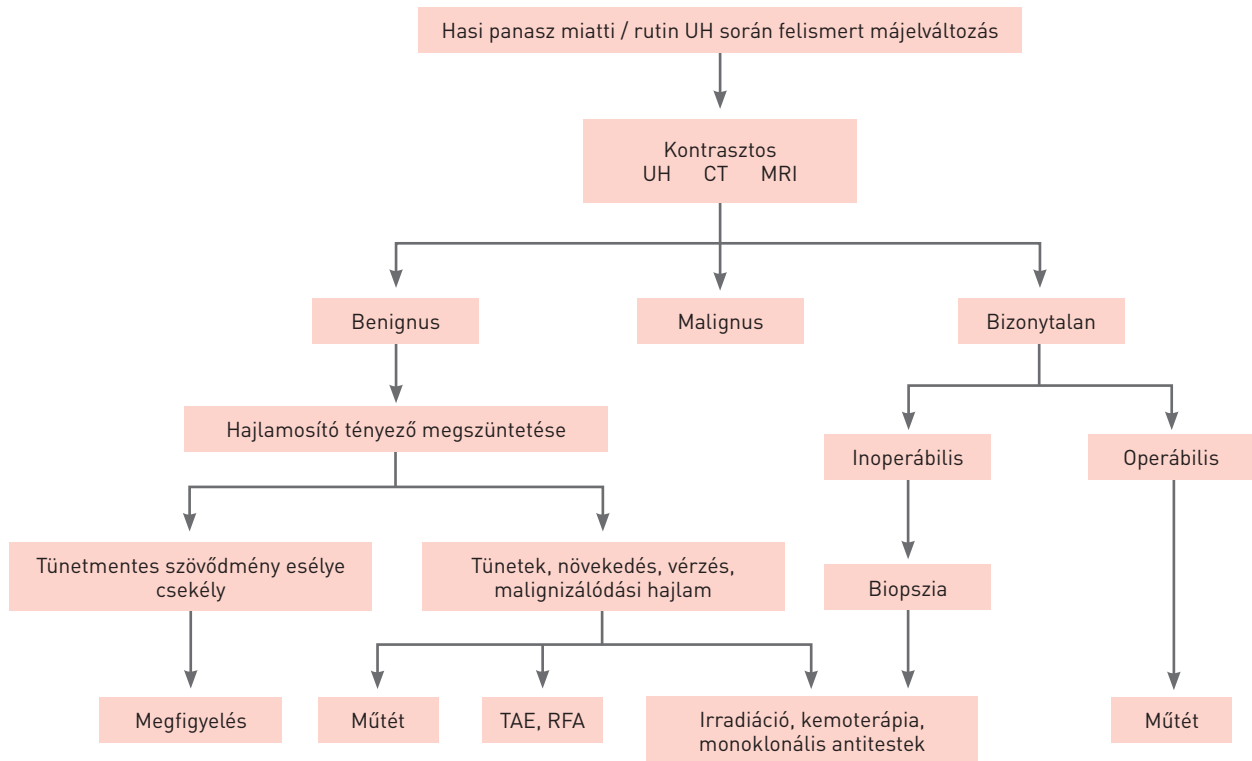 Hasi panasz miatti / rutin UH során felismert májelváltozás
Kontrasztos
UH CT MRI
Benignus
Malignus
Bizonytalan
Hajlamosító tényező megszüntetése
Inoperábilis
Operábilis
Tünetmentes szövődmény esélye
csekély
Tünetek, növekedés, vérzés,
malignizálódási hajlam
Biopszia
Megfigyelés
Műtét
TAE, RFA
Irradiáció, kemoterápia,
monoklonális antitestek
Műtét